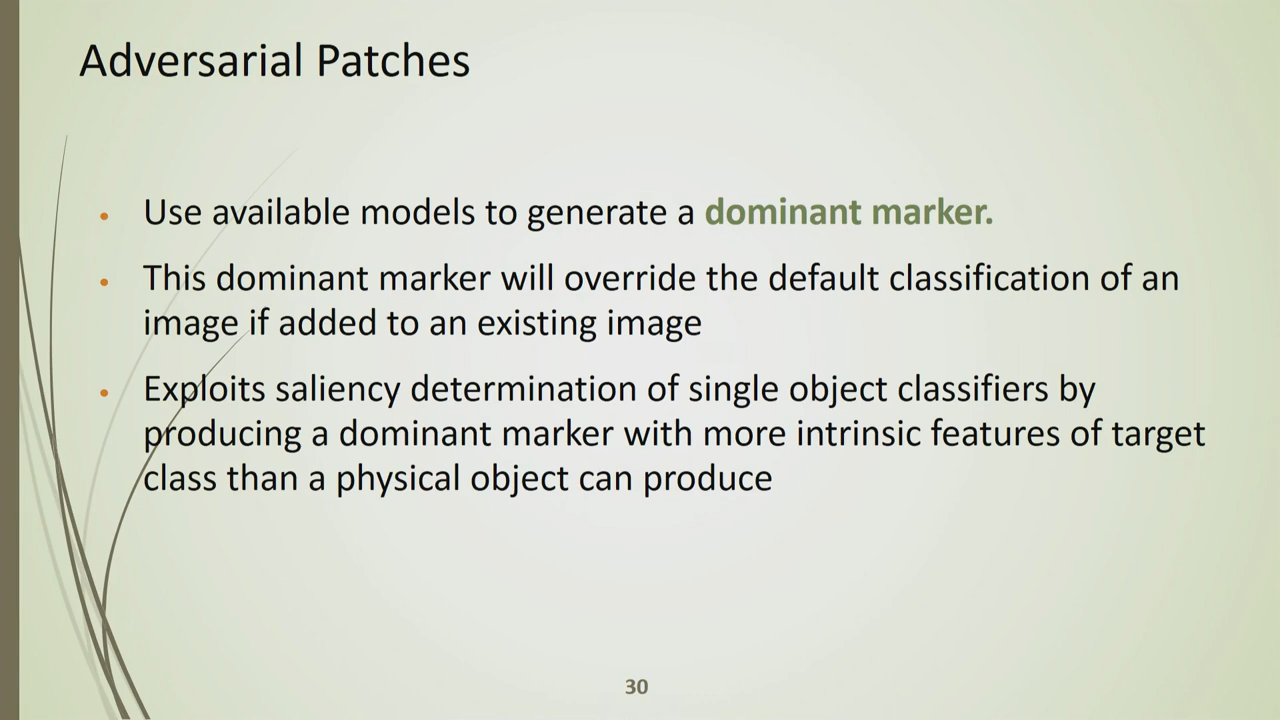 Adversarial Patches
• Use available models to generate a dominant marker.
• This dominant marker will override the default classification of an
image if added to an existing image
• Exploits saliency determination of single object classifiers by
producing a dominant marker with more intrinsic features of target
class than a physical object can produce
30